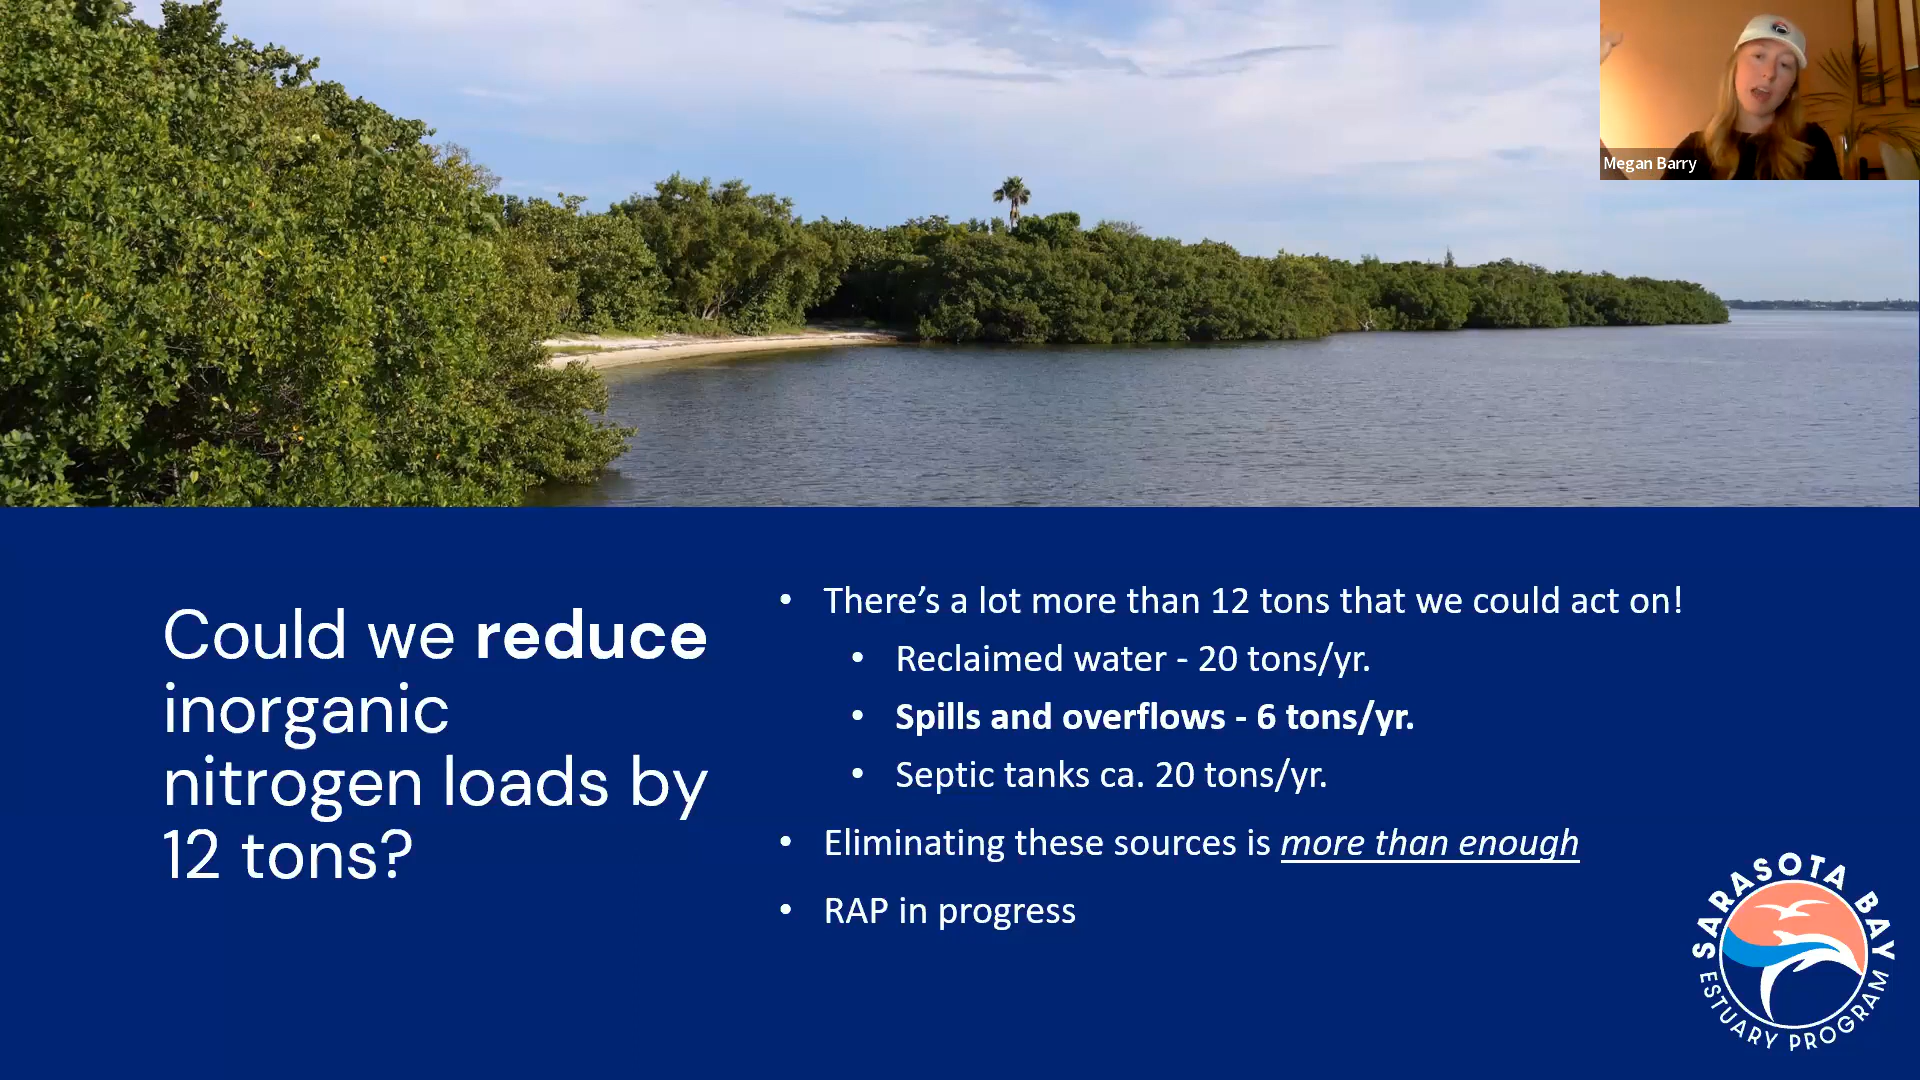 Megan Barry
Could we reduce
inorganic
nitrogen loads by
12 tons?
• There’s a lot more than 12 tons that we could act on!
• Reclaimed water - 20 tons/yr.
• Spills and overflows - 6 tons/yr.
• Septic tanks ca. 20 tons/yr.
• Eliminating these sources is more than enough
• RAP in progress
SARASOTA BAY
ESTUARY PROGRAM